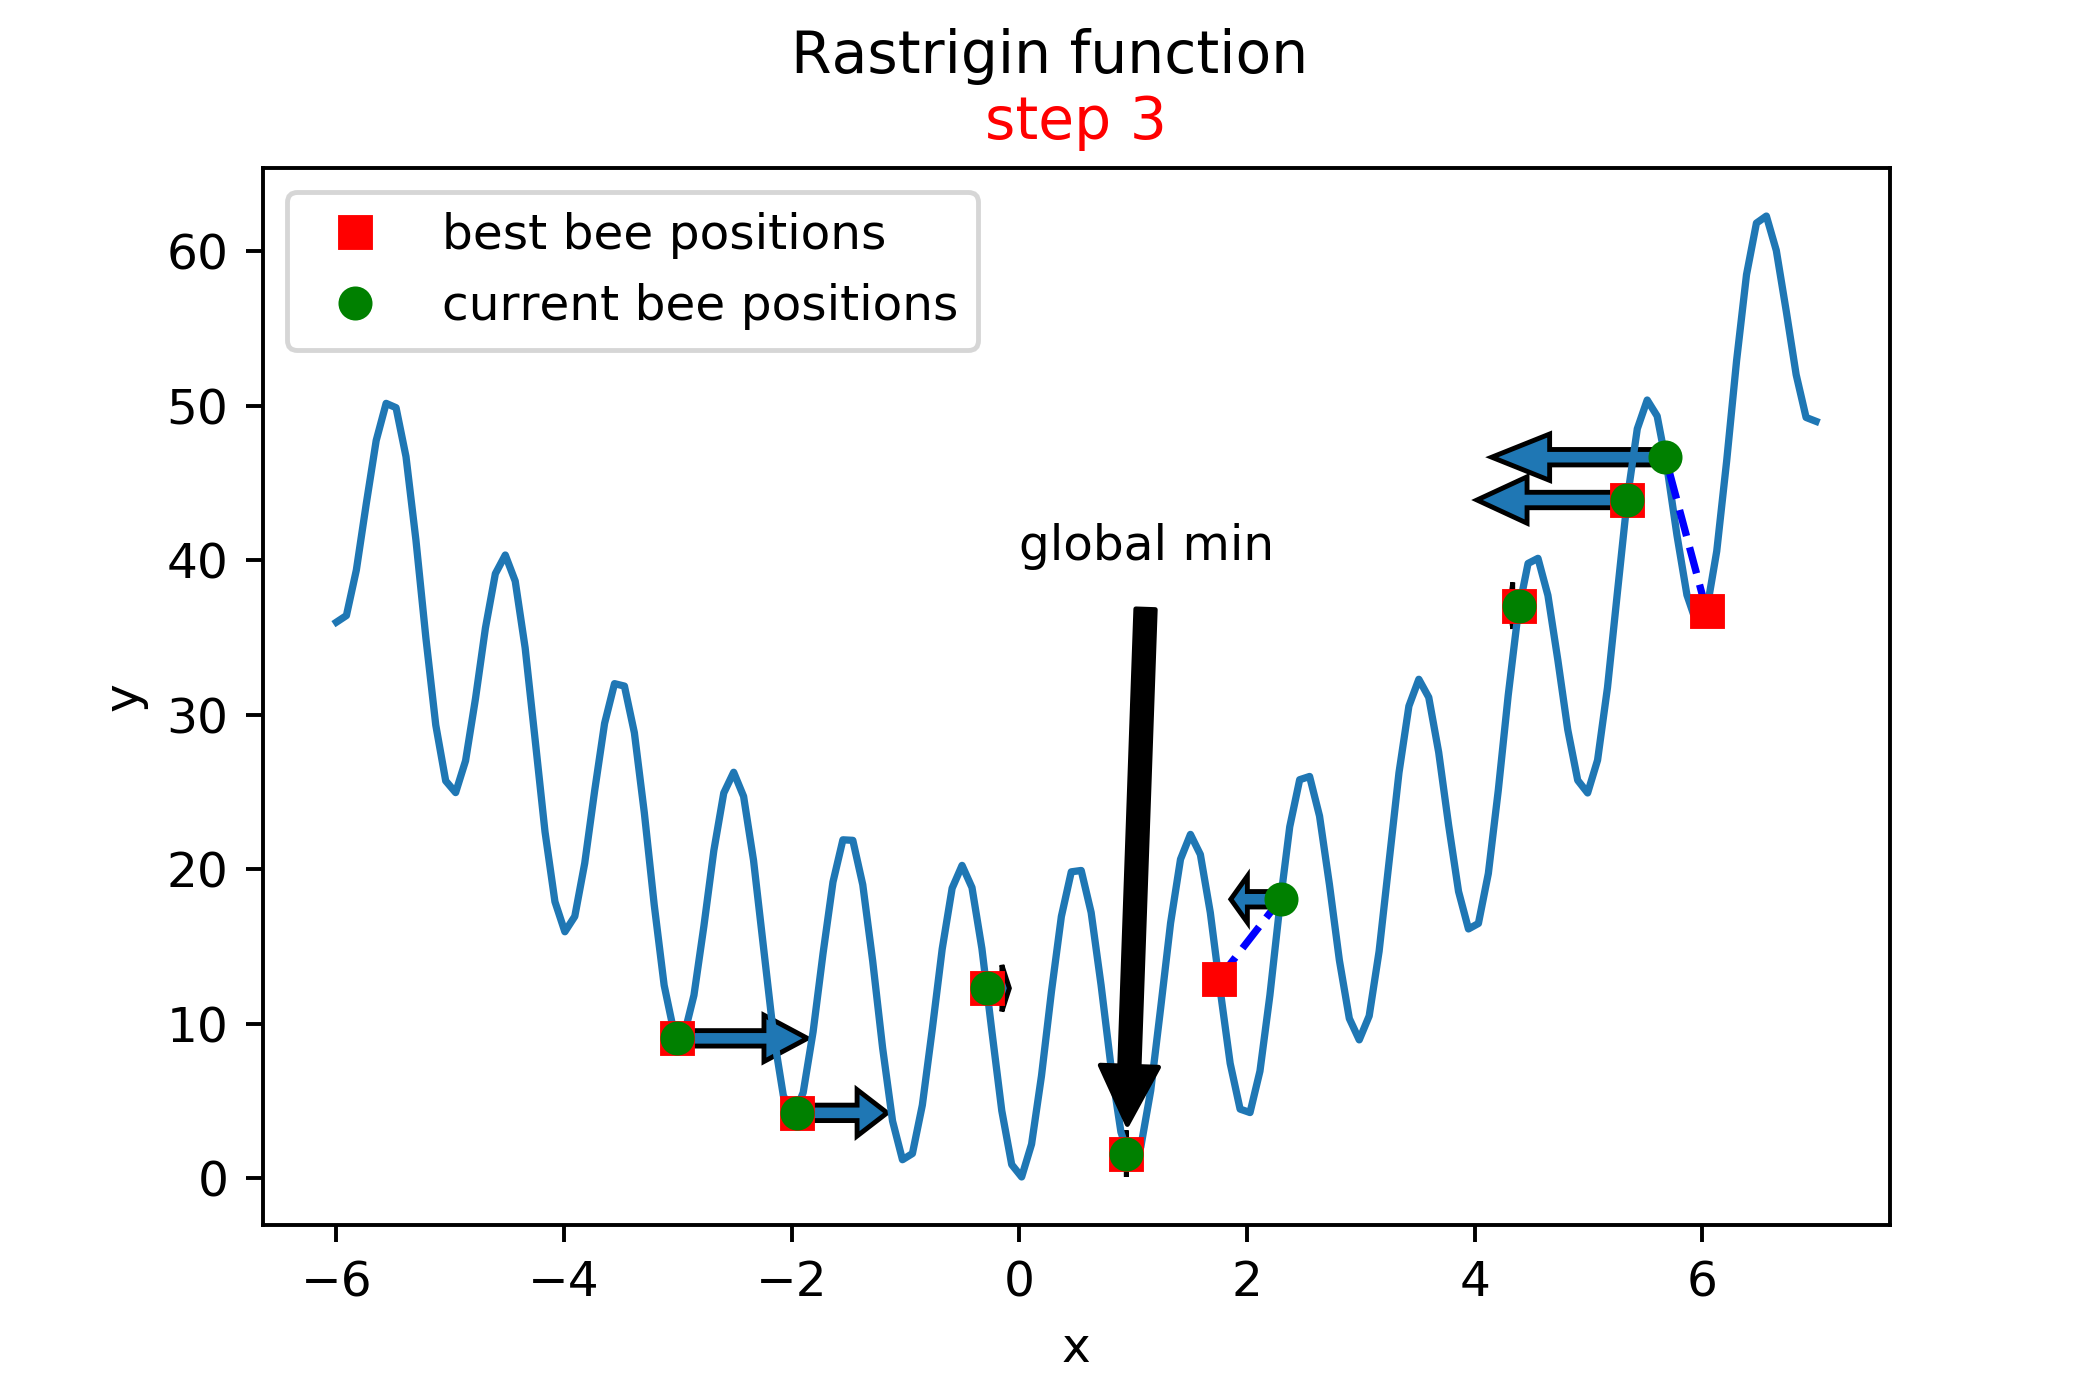 Rastrigin function
step 3
best bee positions
current bee positions
global min
60
50
40
30
20
10
0
y
−6
−4
−2
0
2
4
6
x